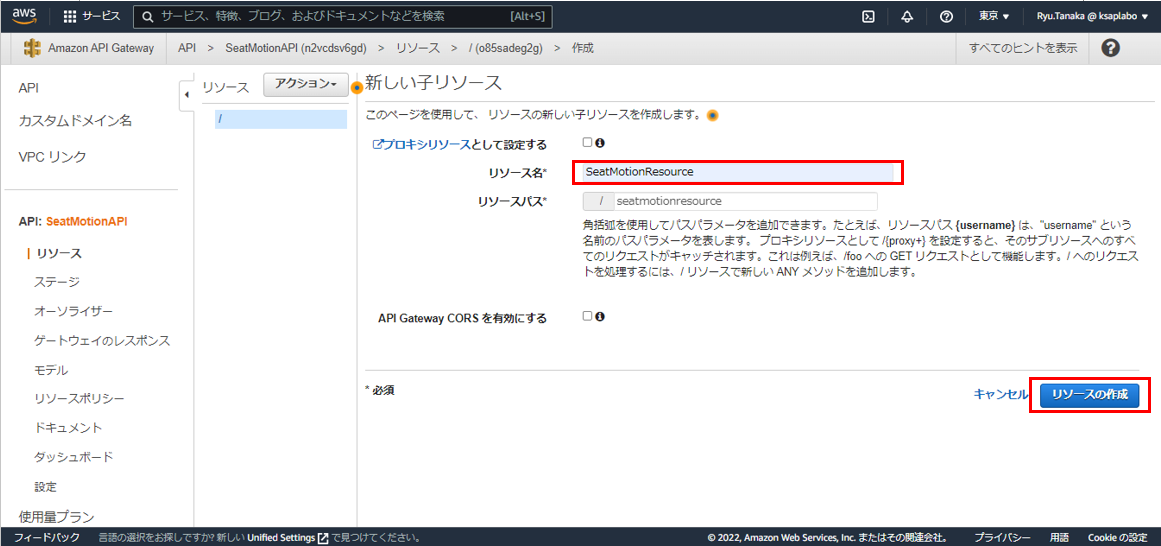 aws サービス サービス、特徴、ブログ、およびドキュメントなどを検索 [Alt+S] 東京 ▼ Ryu.Tanaka @ ksaplabo ▼
Amazon API Gateway API > SeatMotionAPI (n2vcdsv6gd) > リソース > / (o85sadeg2g) > 作成 すべてのヒントを表示 ?
API
カスタムドメイン名
VPC リンク
API: SeatMotionAPI
リソース
ステージ
オーソライザー
ゲートウェイのレスポンス
モデル
リソースポリシー
ドキュメント
ダッシュボード
設定
使用量プラン
リソース アクション
/
新しい子リソース
このページを使用して、 リソースの新しい子リソースを作成します。
プロキシリソースとして設定する
リソース名* SeatMotionResource
リソースパス* / seatmotionresource
角括弧を使用してパスパラメータを追加できます。たとえば、リソースパス {username} は、"username" という
名前のパスパラメータを表します。 プロキシリソースとして /{proxy+} を設定すると、そのサブリソースへのすべ
てのリクエストがキャッチされます。これは例えば、/foo への GET リクエストとして機能します。/ へのリクエス
トを処理するには、/ リソースで新しい ANY メソッドを追加します。
API Gateway CORS を有効にする
* 必須
キャンセル リソースの作成
フィードバック 言語の選択をお探しですか? 新しい Unified Settings で見つけてください。 © 2022, Amazon Web Services, Inc. またはその関連会社。 プライバシー 用語 Cookie の設定